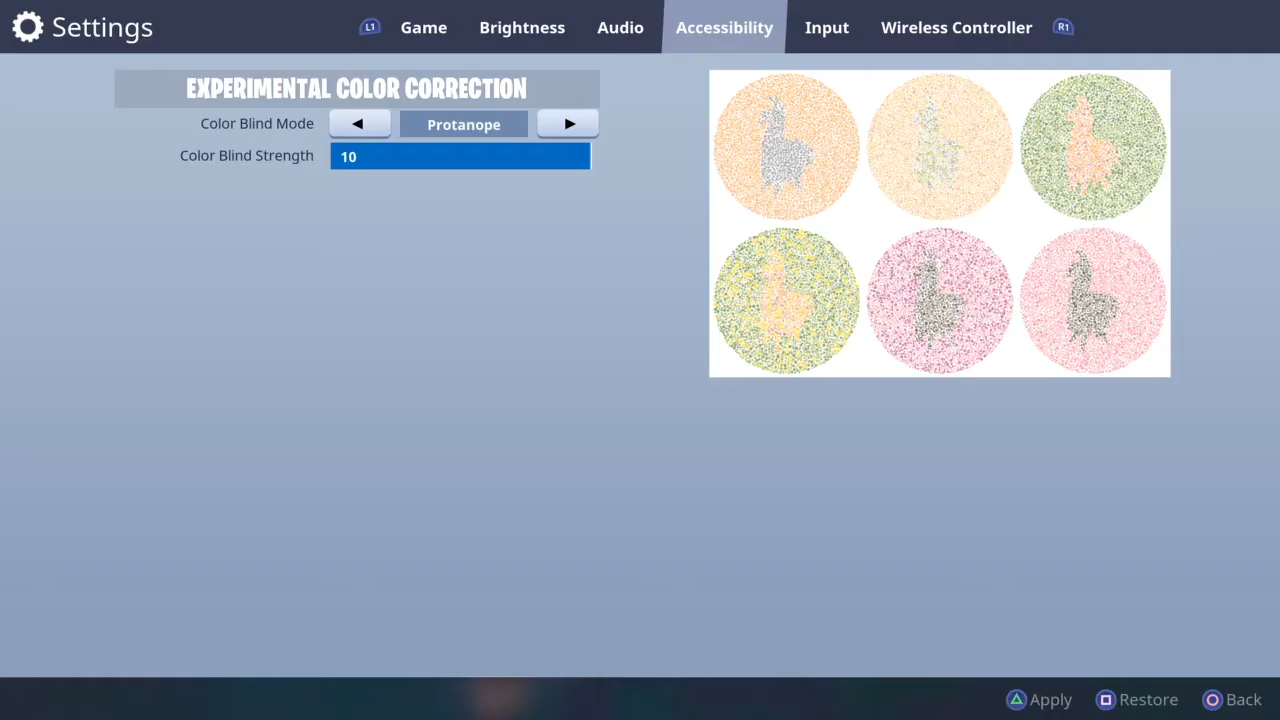 Settings
L1 Game Brightness Audio Accessibility Input Wireless Controller R1
EXPERIMENTAL COLOR CORRECTION
Color Blind Mode ◀ Protanope ▶
Color Blind Strength 10
Apply Restore Back